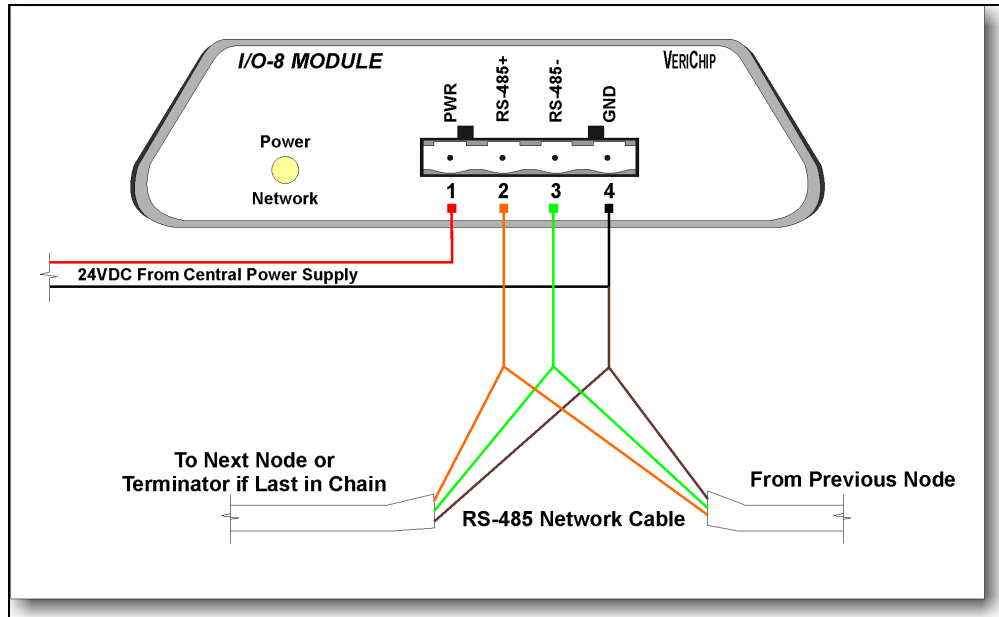 I/O-8 MODULE
VERICHIP
PWR
RS-485+
RS-485-
GND
Power
Network
1 2 3 4
24VDC From Central Power Supply
To Next Node or
Terminator if Last in Chain
From Previous Node
RS-485 Network Cable